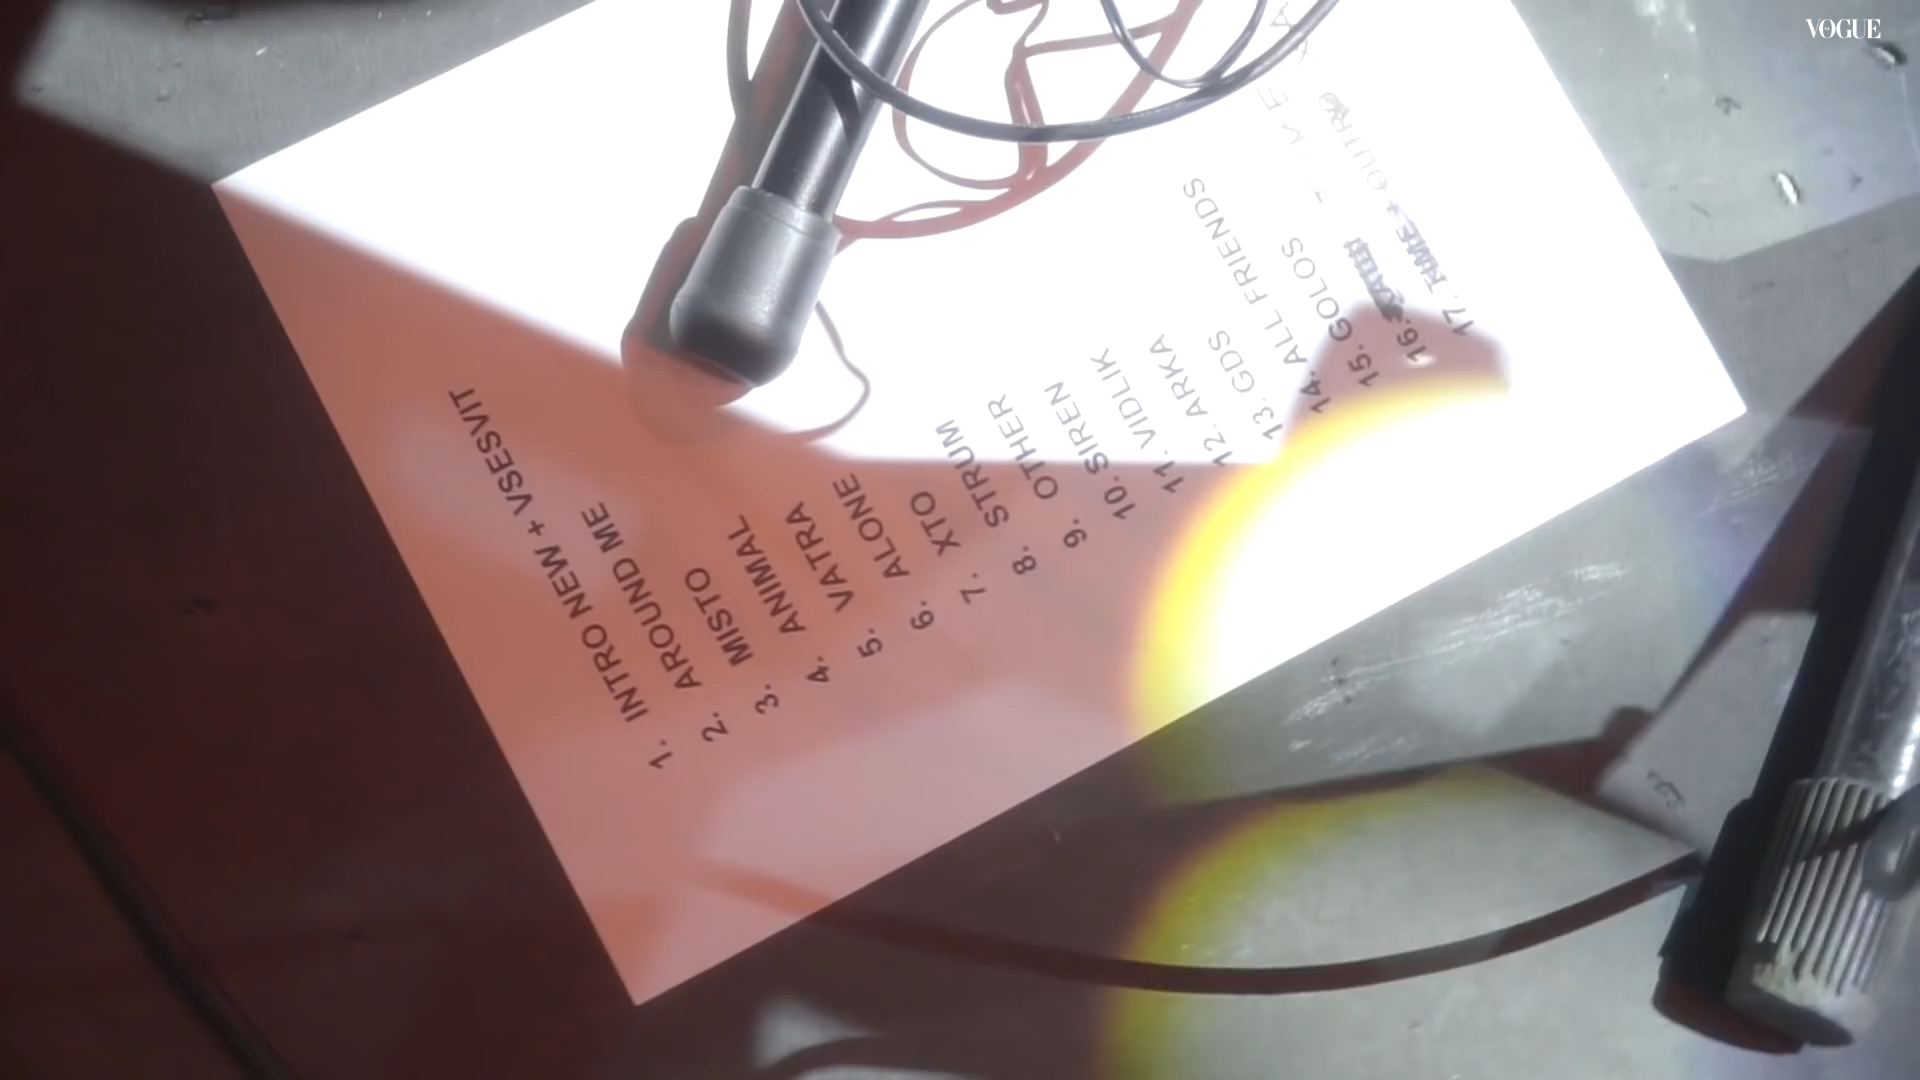 VOGUE
1. INTRO NEW + VSESVIT
2. AROUND ME
3. MISTO
4. ANIMAL
5. VATRA
6. ALONE
7. XTO
8. STRUM
9. OTHER
10. SIREN
11. VIDLIK
12. ARKA
13. GDS
14. ALL FRIENDS
15. GOLOS
16.
17. + OUTRO